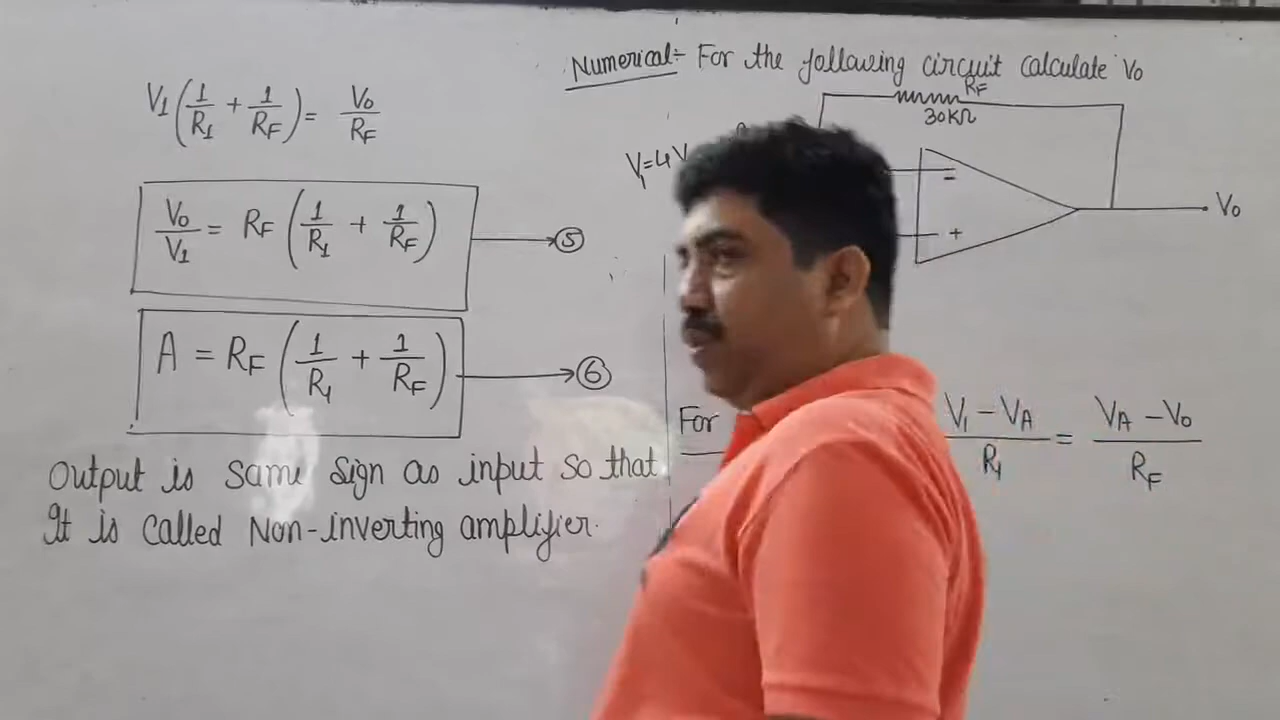 V₁(1/R₁ + 1/RF) = V₀/RF
V₀/V₁ = RF (1/R₁ + 1/RF) → ⑤
A = RF (1/R₁ + 1/RF) → ⑥
Output is same sign as input so that
It is called Non-inverting amplifier.
Numerical:- For the following circuit calculate V₀
RF
30KΩ
V₁=4V
=
+
V₀
For
V₁ - VA / R₁ = VA - V₀ / RF